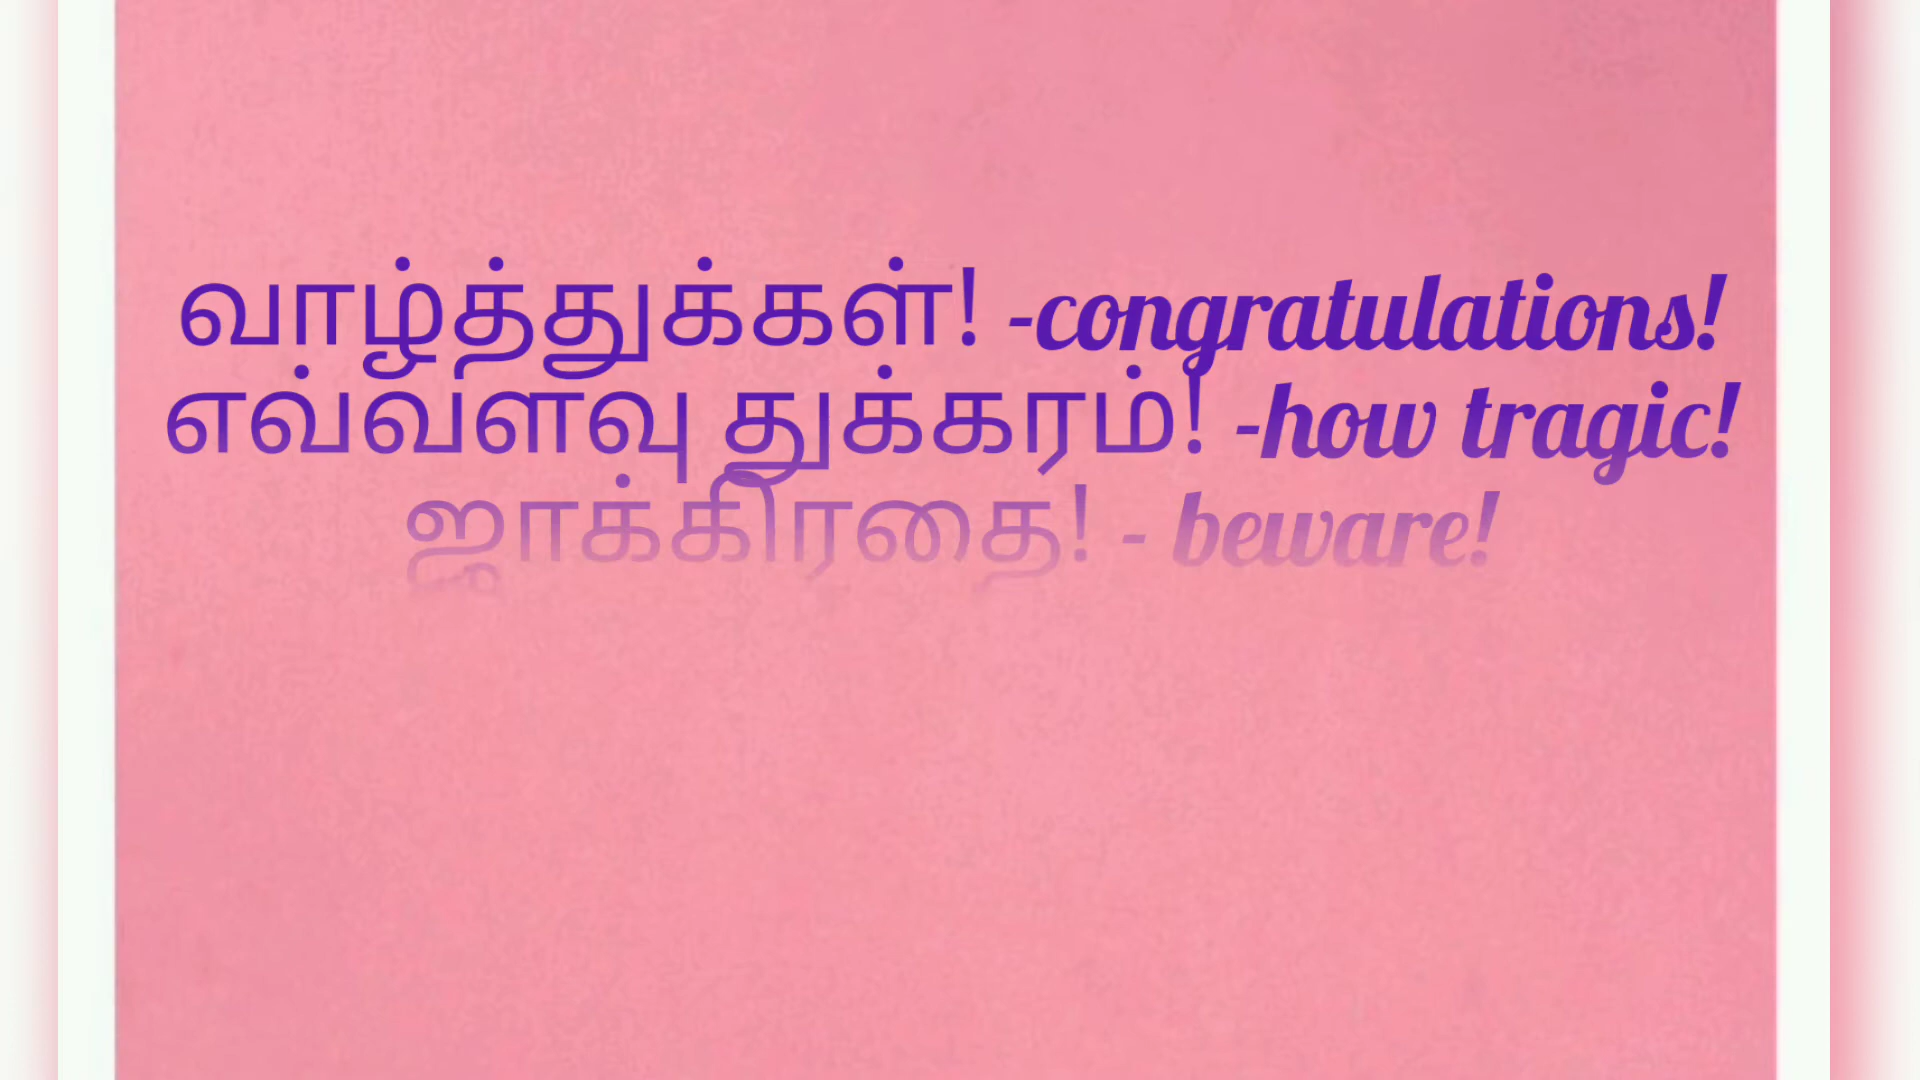 வாழ்த்துக்கள்! -congratulations!
எவ்வளவு துக்கரம்! -how tragic!
ஜாக்கிரதை! - beware!